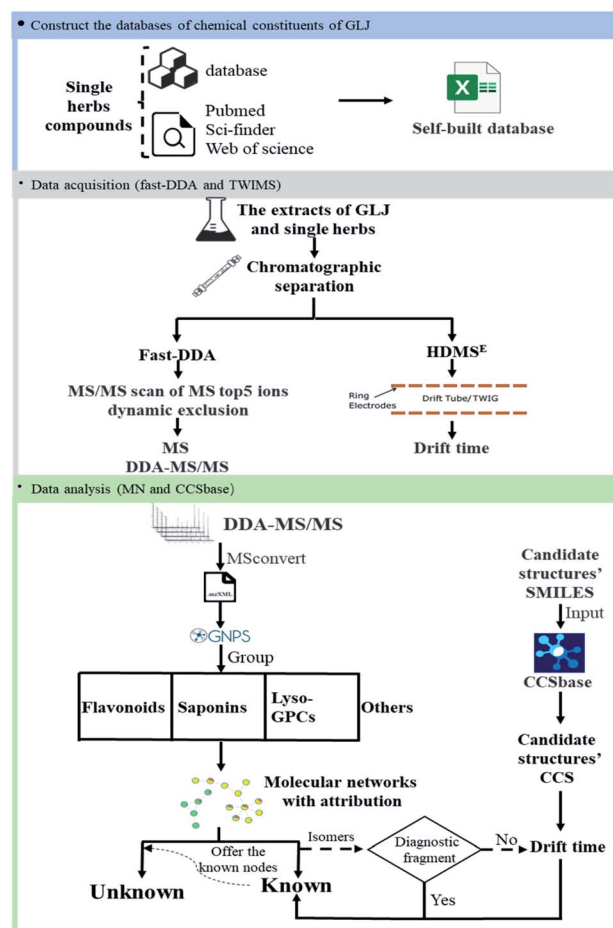 • Construct the databases of chemical constituents of GLJ
Single
herbs
compounds
database
Pubmed
Sci-finder
Web of science
X
Self-built database
• Data acquisition (fast-DDA and TWIMS)
The extracts of GLJ
and single herbs
Chromatographic
separation
Fast-DDA
MS/MS scan of MS top5 ions
dynamic exclusion
MS
DDA-MS/MS
HDMSᴱ
Ring
Electrodes
Drift Tube/TWIG
Drift time
• Data analysis (MN and CCSbase)
DDA-MS/MS
MSconvert
.mzXML
GNPS
Group
Flavonoids
Saponins
Lyso-
GPCs
Others
Molecular networks
with attribution
Offer the
known nodes
Unknown
Known
Isomers
Diagnostic
fragment
No
Yes
Candidate
structures'
SMILES
Input
CCSbase
Candidate
structures'
CCS
Drift time